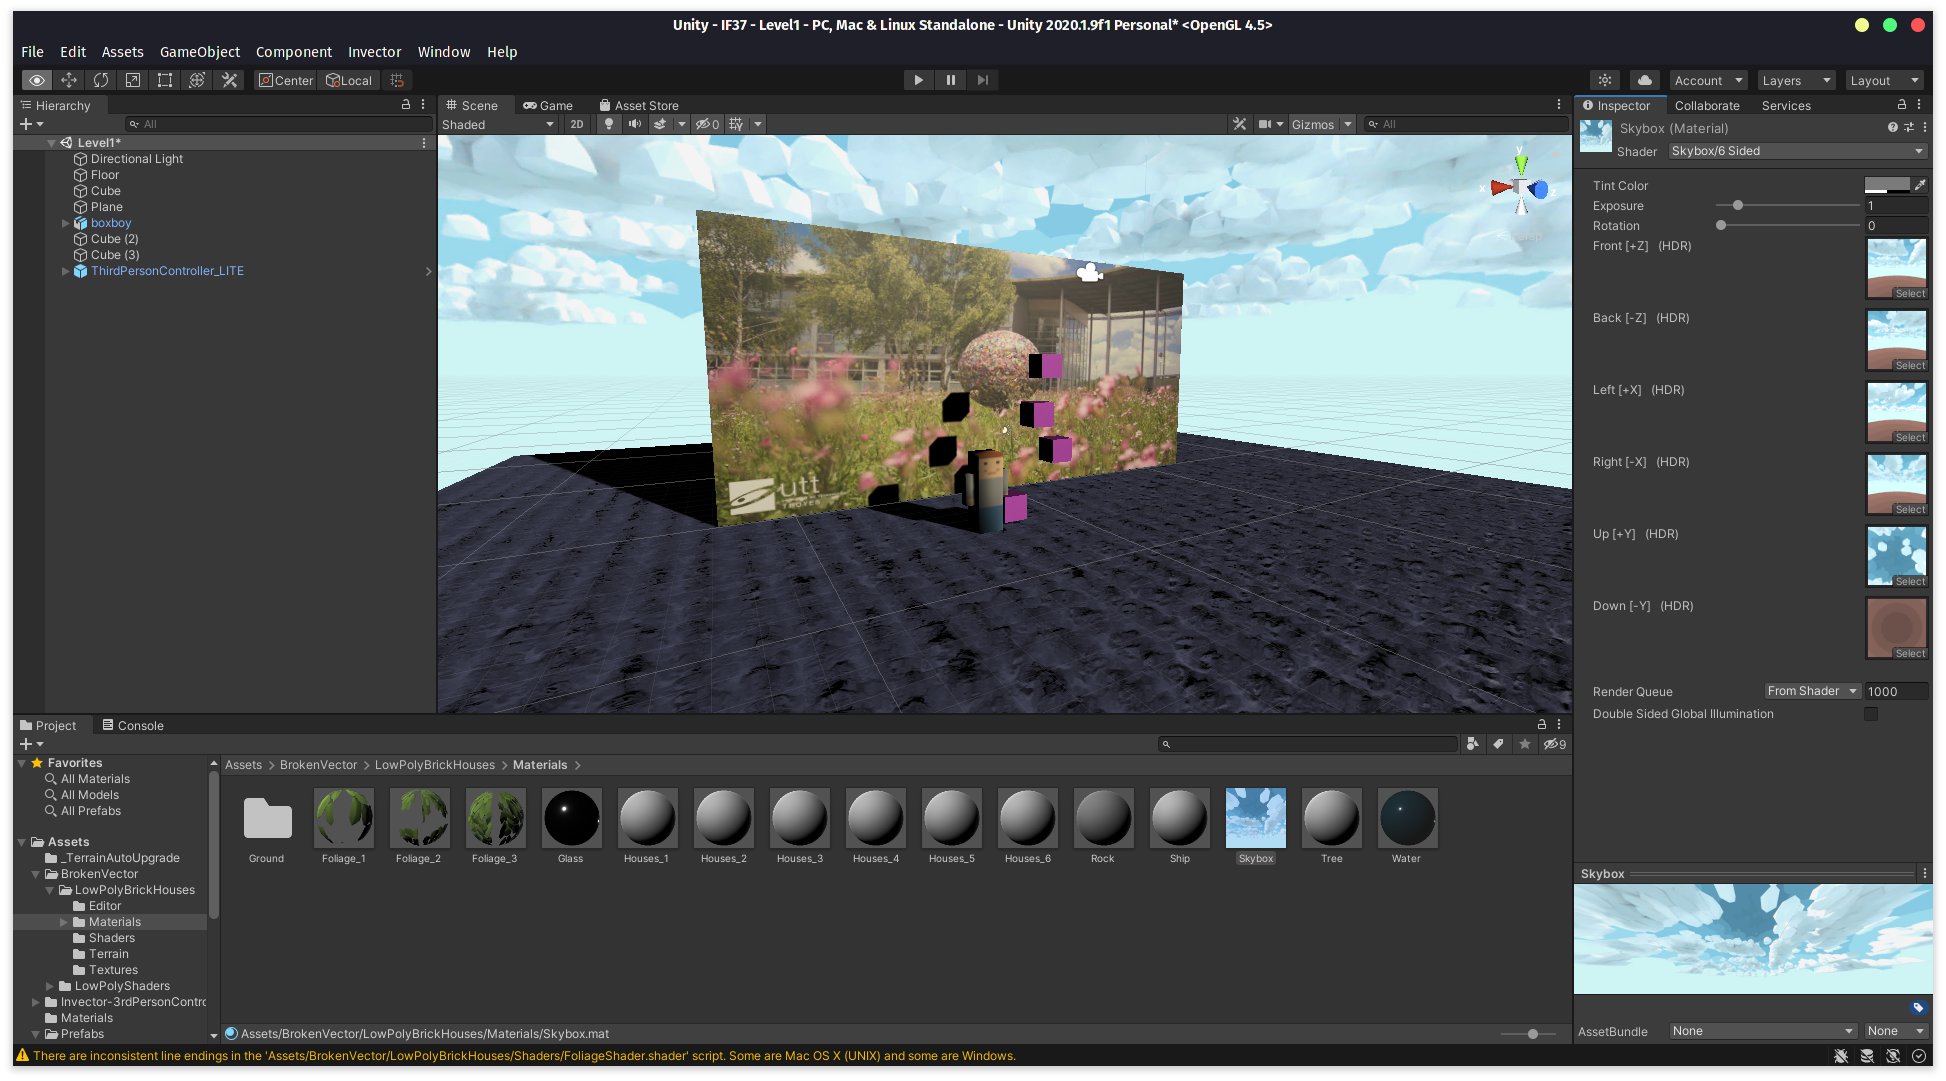 Unity - IF37 - Level1 - PC, Mac & Linux Standalone - Unity 2020.1.9f1 Personal* <OpenGL 4.5>
File Edit Assets GameObject Component Invector Window Help
Center Local Account Layers Layout
Hierarchy
All
Level1*
Directional Light
Floor
Cube
Plane
boxboy
Cube (2)
Cube (3)
ThirdPersonController_LITE
Scene Game Asset Store
Shaded 2D 0 Gizmos All
y
x
z
utt
TROYES
Inspector Collaborate Services
Skybox (Material)
Shader Skybox/6 Sided
Tint Color
Exposure 1
Rotation 0
Front [+Z] (HDR)
Select
Back [-Z] (HDR)
Select
Left [+X] (HDR)
Select
Right [-X] (HDR)
Select
Up [+Y] (HDR)
Select
Down [-Y] (HDR)
Select
Render Queue From Shader 1000
Double Sided Global Illumination
Project Console
9
Favorites
All Materials
All Models
All Prefabs
Assets
_TerrainAutoUpgrade
BrokenVector
LowPolyBrickHouses
Editor
Materials
Shaders
Terrain
Textures
LowPolyShaders
Invector-3rdPersonContro
Materials
Prefabs
Assets > BrokenVector > LowPolyBrickHouses > Materials >
Ground Foliage_1 Foliage_2 Foliage_3 Glass Houses_1 Houses_2 Houses_3 Houses_4 Houses_5 Houses_6 Rock Ship Skybox Tree Water
Assets/BrokenVector/LowPolyBrickHouses/Materials/Skybox.mat
Skybox
AssetBundle None None
There are inconsistent line endings in the 'Assets/BrokenVector/LowPolyBrickHouses/Shaders/FoliageShader.shader' script. Some are Mac OS X (UNIX) and some are Windows.